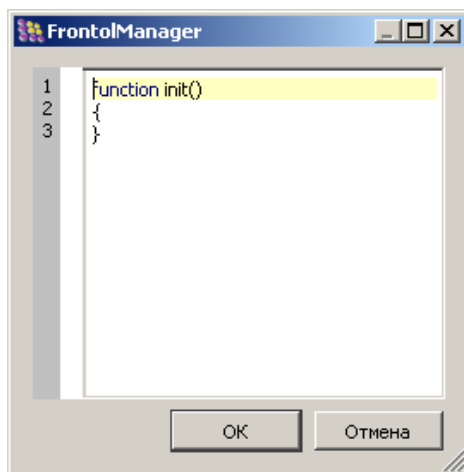 FrontolManager
1 function init()
2 {
3 }
OK Отмена